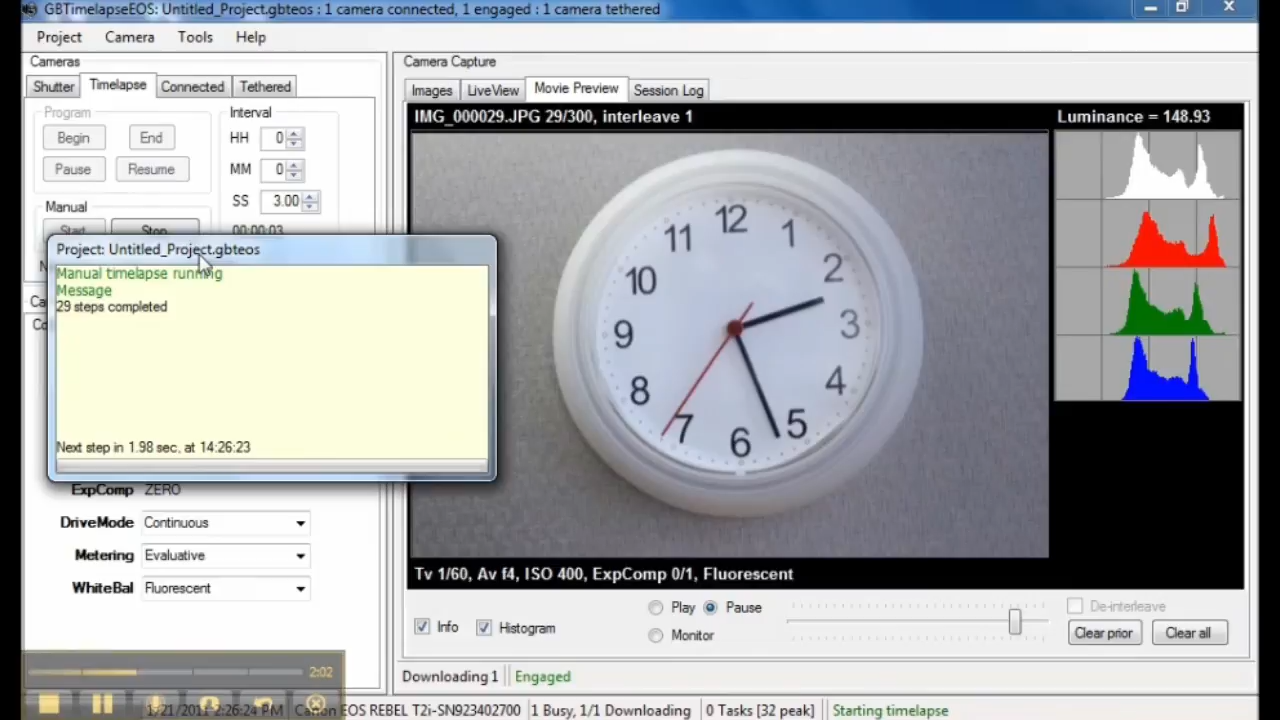 GBTimelapseEOS: Untitled_Project.gbteos : 1 camera connected, 1 engaged : 1 camera tethered
Project Camera Tools Help
Cameras
Shutter Timelapse Connected Tethered
Program
Begin End
Pause Resume
Interval
HH 0
MM 0
SS 3.00
00:00:03
Manual
Start Stop
Project: Untitled_Project.gbteos
Manual timelapse running
Message
29 steps completed
Next step in 1.98 sec, at 14:26:23
ExpComp ZERO
DriveMode Continuous
Metering Evaluative
WhiteBal Fluorescent
2:02
Camera Capture
Images LiveView Movie Preview Session Log
IMG_000029.JPG 29/300, interleave 1
Luminance = 148.93
12
1
2
3
4
5
6
7
8
9
10
11
Tv 1/60, Av f4, ISO 400, ExpComp 0/1, Fluorescent
Play Pause
Monitor
Info Histogram
De-interleave
Clear prior Clear all
Downloading 1 Engaged
1/21/2011 2:26:24 PM Canon EOS REBEL T2i-SN923402700 1 Busy, 1/1 Downloading 0 Tasks [32 peak] Starting timelapse